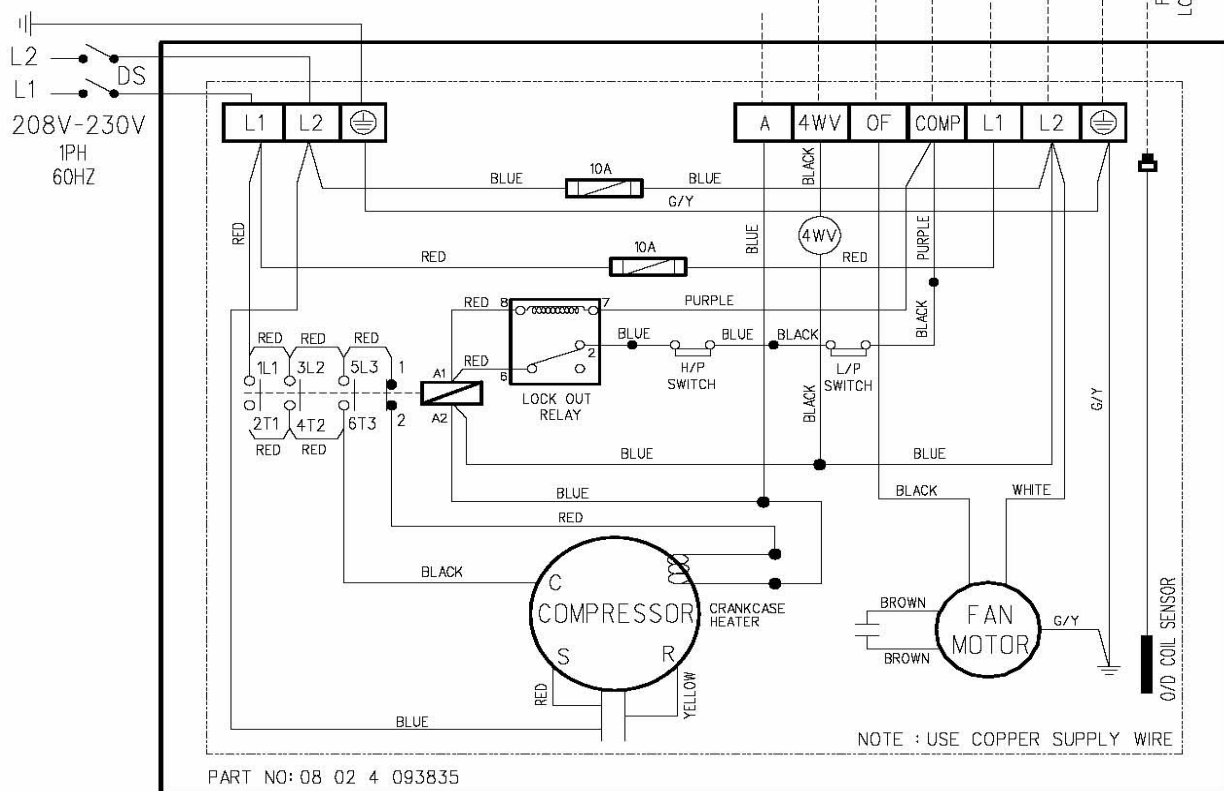 L2
L1
DS
208V-230V
1PH
60HZ
L1 L2
A 4WV OF COMP L1 L2
BLACK
BLUE
10A
BLUE
G/Y
RED
4WV
BLUE
PURPLE
RED
10A
RED
RED 8
7
PURPLE
BLACK
RED
RED
RED
1
BLUE
BLUE
BLACK
2
H/P
SWITCH
L/P
SWITCH
1L1
3L2
5L3
A1
RED
6
LOCK OUT
RELAY
A2
2T1
4T2
6T3
2
RED
RED
BLACK
G/Y
BLUE
BLUE
BLUE
BLACK
WHITE
RED
BLACK
C
COMPRESSOR
CRANKCASE
HEATER
S
R
RED
YELLOW
BLUE
BROWN
FAN
MOTOR
G/Y
BROWN
O/D COIL SENSOR
NOTE : USE COPPER SUPPLY WIRE
PART NO: 08 02 4 093835